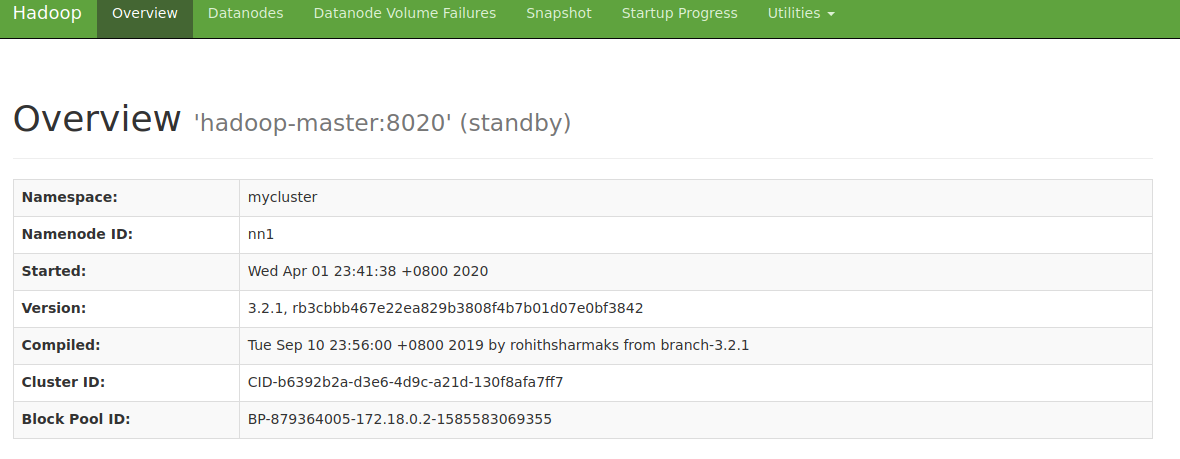 Hadoop Overview Datanodes Datanode Volume Failures Snapshot Startup Progress Utilities
Overview 'hadoop-master:8020' (standby)
Namespace: mycluster
Namenode ID: nn1
Started: Wed Apr 01 23:41:38 +0800 2020
Version: 3.2.1, rb3cbbb467e22ea829b3808f4b7b01d07e0bf3842
Compiled: Tue Sep 10 23:56:00 +0800 2019 by rohithsharmaks from branch-3.2.1
Cluster ID: CID-b6392b2a-d3e6-4d9c-a21d-130f8afa7ff7
Block Pool ID: BP-879364005-172.18.0.2-1585583069355